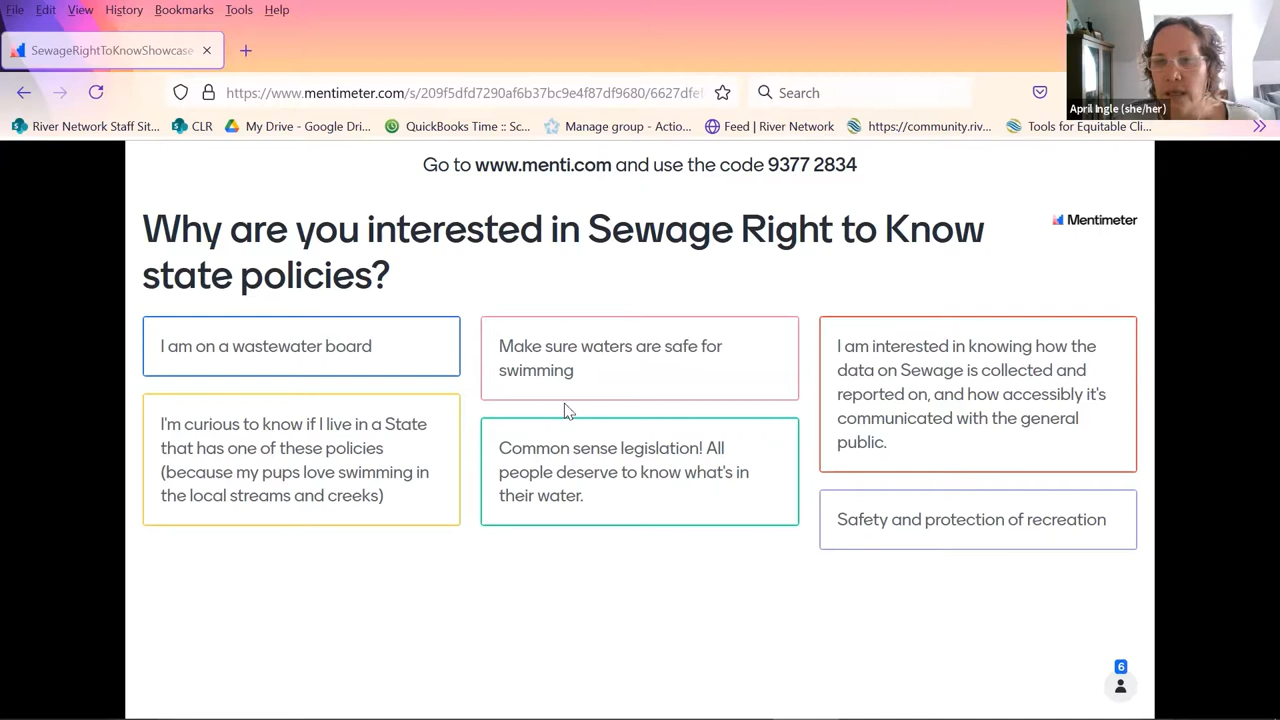 File Edit View History Bookmarks Tools Help
SewageRightToKnowShowcase
https://www.mentimeter.com/s/209f5dfd7290af6b37bc9e4f87df9680/6627dfef
Search
April Ingle (she/her)
River Network Staff Sit... CLR My Drive - Google Dri... QuickBooks Time :: Sc... Manage group - Actio... Feed | River Network https://community.riv... Tools for Equitable Cli...
Go to www.menti.com and use the code 9377 2834
Why are you interested in Sewage Right to Know
state policies?
Mentimeter
I am on a wastewater board
I'm curious to know if I live in a State
that has one of these policies
(because my pups love swimming in
the local streams and creeks)
Make sure waters are safe for
swimming
Common sense legislation! All
people deserve to know what's in
their water.
I am interested in knowing how the
data on Sewage is collected and
reported on, and how accessibly it's
communicated with the general
public.
Safety and protection of recreation
6